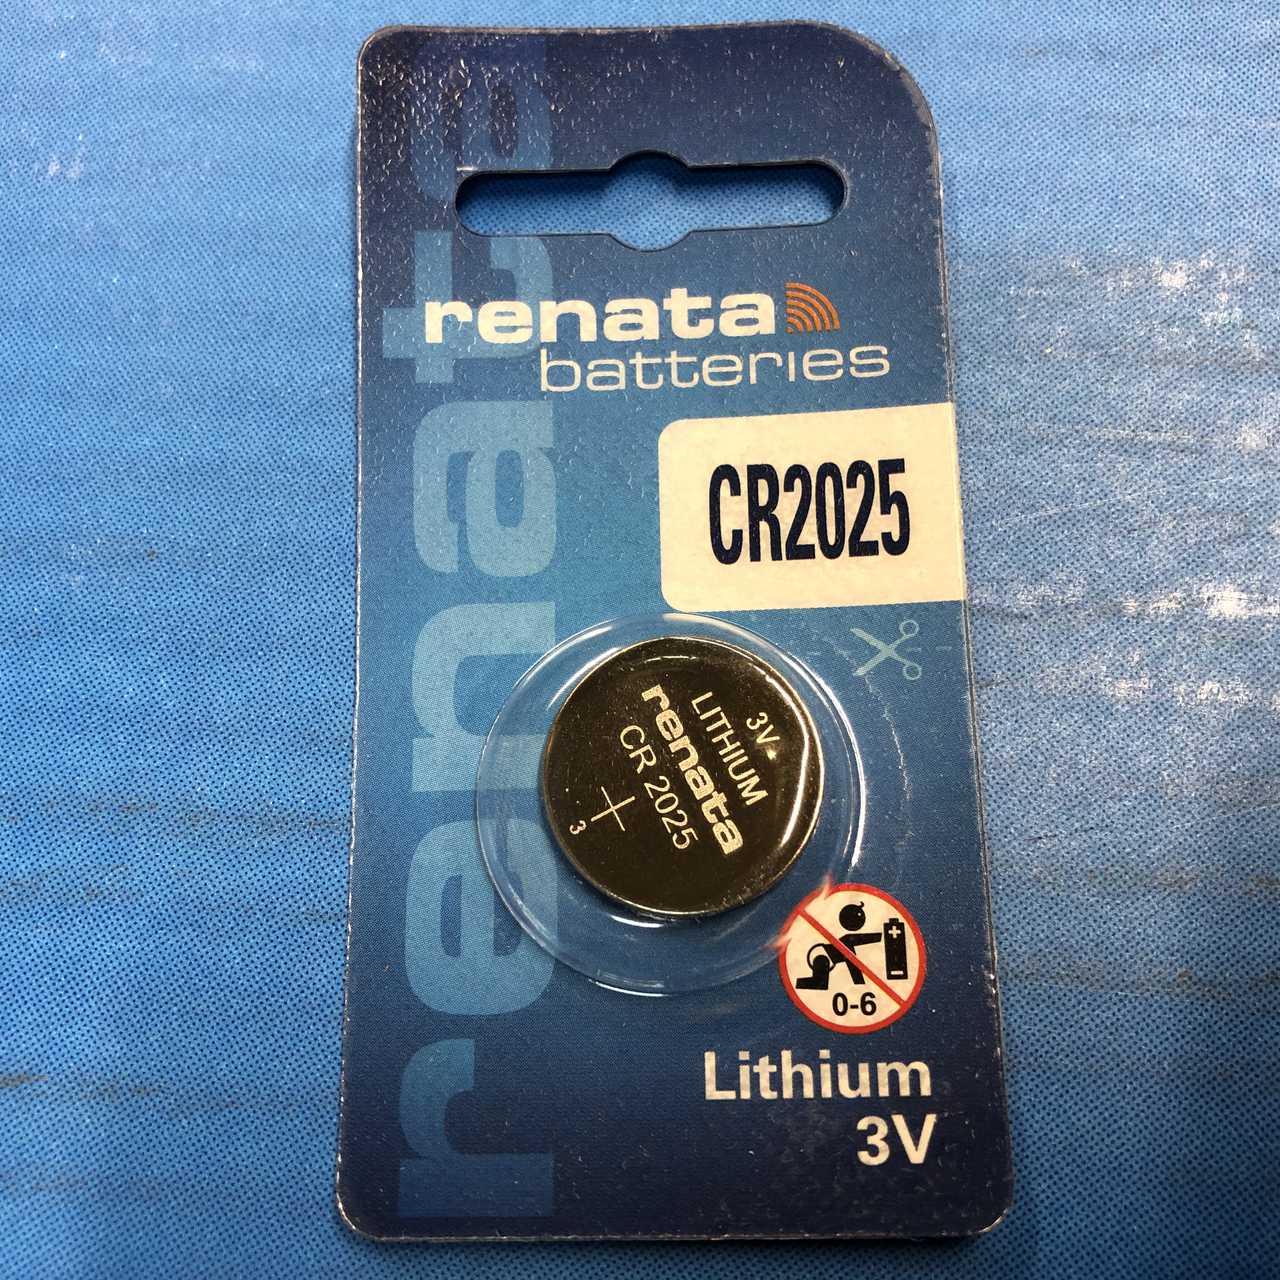 renata
renata
batteries
CR2025
3V
LITHIUM
renata
CR 2025
+
3
+
-
0-6
Lithium
3V